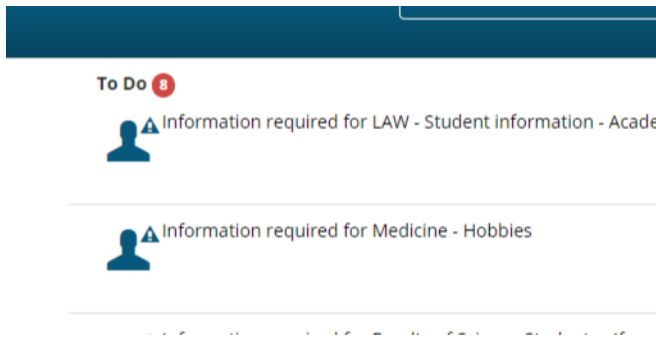 To Do 8
Information required for LAW - Student information - Acade
Information required for Medicine - Hobbies